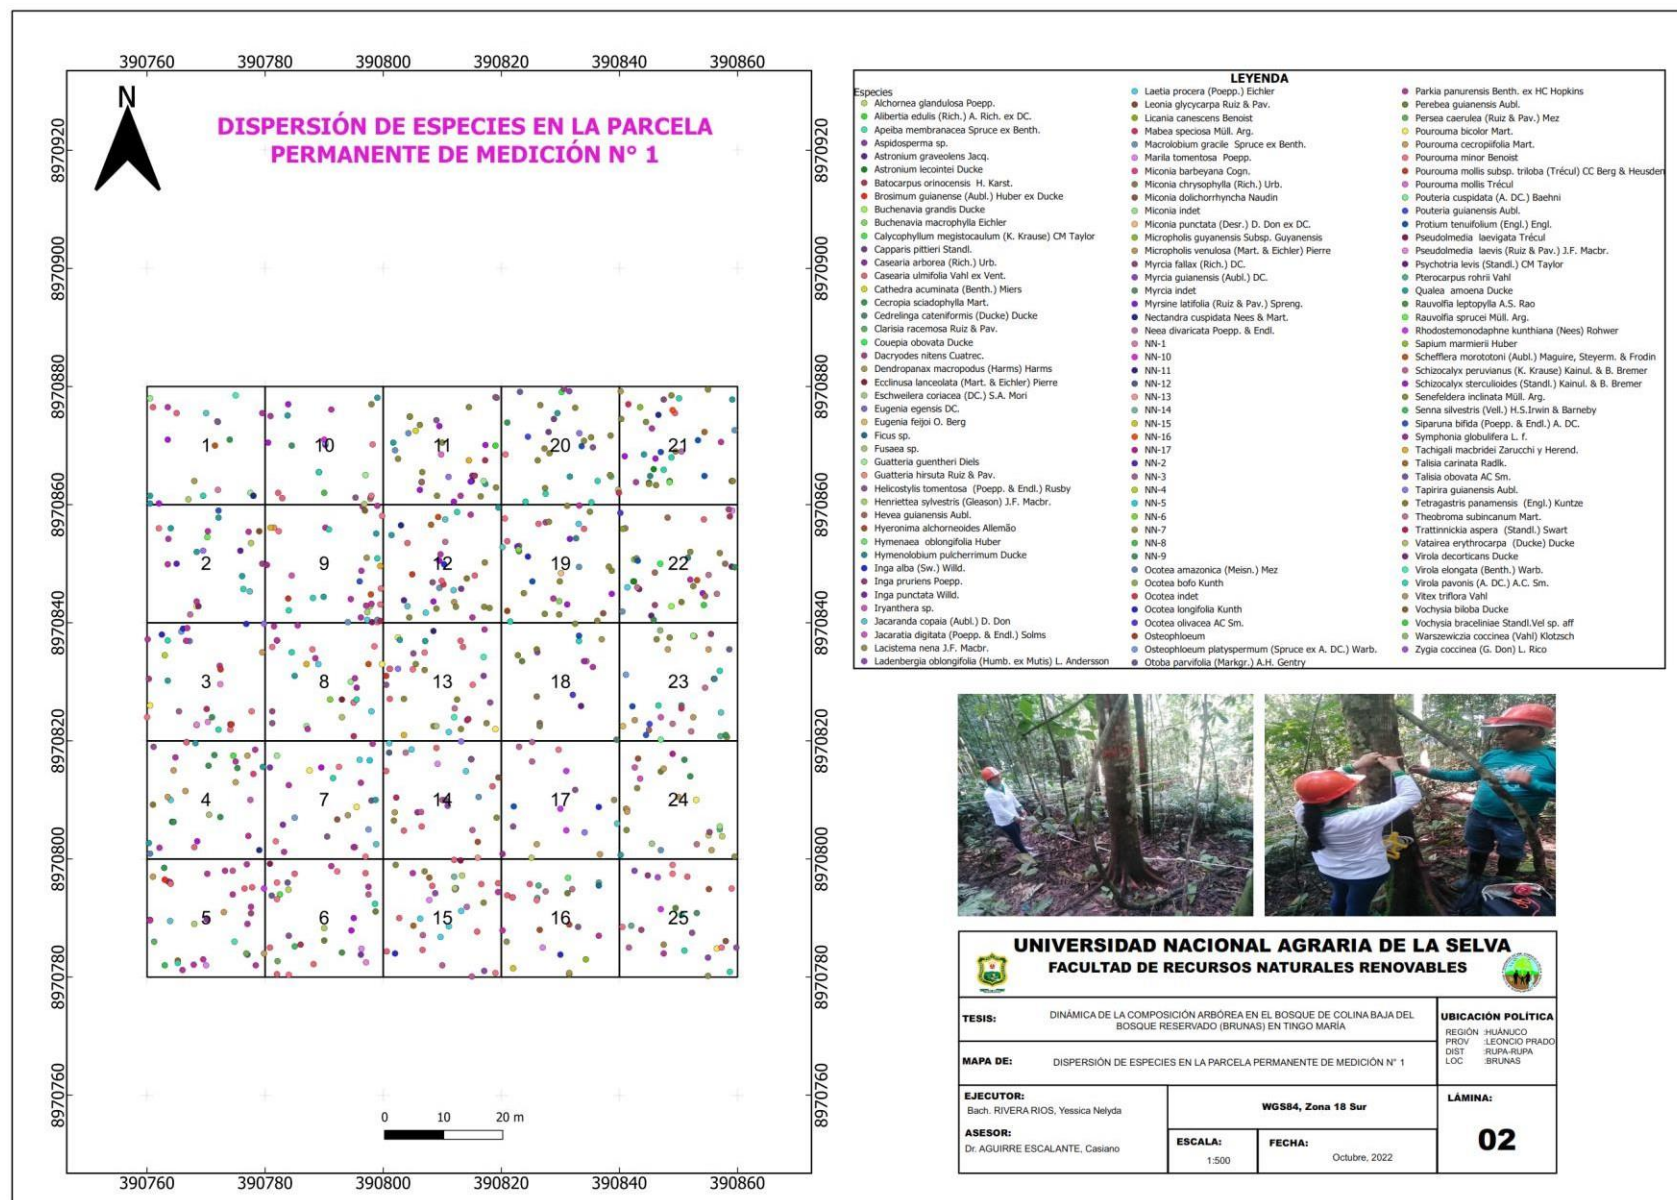 390760 390780 390800 390820 390840 390860
N
DISPERSIÓN DE ESPECIES EN LA PARCELA
PERMANENTE DE MEDICIÓN N° 1
8970920 8970920
8970900 8970900
8970880 8970880
8970860 8970860
8970840 8970840
8970820 8970820
8970800 8970800
8970780 8970780
8970760 8970760
1 10 11 20 21
2 9 12 19 22
3 8 13 18 23
4 7 14 17 24
5 6 15 16 25
0 10 20 m
390760 390780 390800 390820 390840 390860
LEYENDA
Especies
Alchornea glandulosa Poepp.
Alibertia edulis (Rich.) A. Rich. ex DC.
Apeiba membranacea Spruce ex Benth.
Aspidosperma sp.
Astronium graveolens Jacq.
Astronium lecointei Ducke
Batocarpus orinocensis H. Karst.
Brosimum guianense (Aubl.) Huber ex Ducke
Buchenavia grandis Ducke
Buchenavia macrophylla Eichler
Calycophyllum megistocaulum (K. Krause) CM Taylor
Capparis pittieri Standl.
Casearia arborea (Rich.) Urb.
Casearia ulmifolia Vahl ex Vent.
Cathedra acuminata (Benth.) Miers
Cecropia sciadophylla Mart.
Cedrelinga cateniformis (Ducke) Ducke
Clarisia racemosa Ruiz & Pav.
Couepia obovata Ducke
Dacryodes nitens Cuatrec.
Dendropanax macropodus (Harms) Harms
Ecclinusa lanceolata (Mart. & Eichler) Pierre
Eschweilera coriacea (DC.) S.A. Mori
Eugenia egensis DC.
Eugenia feijoi O. Berg
Ficus sp.
Fusaea sp.
Guatteria guentheri Diels
Guatteria hirsuta Ruiz & Pav.
Helicostylis tomentosa (Poepp. & Endl.) Rusby
Henriettea sylvestris (Gleason) J.F. Macbr.
Hevea guianensis Aubl.
Hyeronima alchorneoides Allemão
Hymenaea oblongifolia Huber
Hymenolobium pulcherrimum Ducke
Inga alba (Sw.) Willd.
Inga pruriens Poepp.
Inga punctata Willd.
Iryanthera sp.
Jacaranda copaia (Aubl.) D. Don
Jacaratia digitata (Poepp. & Endl.) Solms
Lacistema nena J.F. Macbr.
Ladenbergia oblongifolia (Humb. ex Mutis) L. Andersson
Laetia procera (Poepp.) Eichler
Leonia glycycarpa Ruiz & Pav.
Licania canescens Benoist
Mabea speciosa Müll. Arg.
Macrolobium gracile Spruce ex Benth.
Marila tomentosa Poepp.
Miconia barbeyana Cogn.
Miconia chrysophylla (Rich.) Urb.
Miconia dolichorrhyncha Naudin
Miconia indet
Miconia punctata (Desr.) D. Don ex DC.
Micropholis guyanensis Subsp. Guyanensis
Micropholis venulosa (Mart. & Eichler) Pierre
Myrcia fallax (Rich.) DC.
Myrcia guianensis (Aubl.) DC.
Myrcia indet
Myrsine latifolia (Ruiz & Pav.) Spreng.
Nectandra cuspidata Nees & Mart.
Neea divaricata Poepp. & Endl.
NN-1
NN-10
NN-11
NN-12
NN-13
NN-14
NN-15
NN-16
NN-17
NN-2
NN-3
NN-4
NN-5
NN-6
NN-7
NN-8
NN-9
Ocotea amazonica (Meisn.) Mez
Ocotea bofo Kunth
Ocotea indet
Ocotea longifolia Kunth
Ocotea olivacea AC Sm.
Osteophloeum
Osteophloeum platyspermum (Spruce ex A. DC.) Warb.
Otoba parvifolia (Markgr.) A.H. Gentry
Parkia panurensis Benth. ex HC Hopkins
Perebea guianensis Aubl.
Persea caerulea (Ruiz & Pav.) Mez
Pourouma bicolor Mart.
Pourouma cecropiifolia Mart.
Pourouma minor Benoist
Pourouma mollis subsp. triloba (Trécul) CC Berg & Heusden
Pourouma mollis Trécul
Pouteria cuspidata (A. DC.) Baehni
Pouteria guianensis Aubl.
Protium tenuifolium (Engl.) Engl.
Pseudolmedia laevigata Trécul
Pseudolmedia laevis (Ruiz & Pav.) J.F. Macbr.
Psychotria levis (Standl.) CM Taylor
Pterocarpus rohrii Vahl
Qualea amoena Ducke
Rauvolfia leptopylla A.S. Rao
Rauvolfia sprucei Müll. Arg.
Rhodostemonodaphne kunthiana (Nees) Rohwer
Sapium marmierii Huber
Schefflera morototoni (Aubl.) Maguire, Steyerm. & Frodin
Schizocalyx peruvianus (K. Krause) Kainul. & B. Bremer
Schizocalyx sterculioides (Standl.) Kainul. & B. Bremer
Senefeldera inclinata Müll. Arg.
Senna silvestris (Vell.) H.S.Irwin & Barneby
Siparuna bifida (Poepp. & Endl.) A. DC.
Symphonia globulifera L. f.
Tachigali macbridei Zarucchi y Herend.
Talisia carinata Radlk.
Talisia obovata AC Sm.
Tapirira guianensis Aubl.
Tetragastris panamensis (Engl.) Kuntze
Theobroma subincanum Mart.
Trattinnickia aspera (Standl.) Swart
Vatairea erythrocarpa (Ducke) Ducke
Virola decorticans Ducke
Virola elongata (Benth.) Warb.
Virola pavonis (A. DC.) A.C. Sm.
Vitex triflora Vahl
Vochysia biloba Ducke
Vochysia braceliniae Standl.Vel sp. aff
Warszewiczia coccinea (Vahl) Klotzsch
Zygia coccinea (G. Don) L. Rico
UNIVERSIDAD NACIONAL AGRARIA DE LA SELVA
FACULTAD DE RECURSOS NATURALES RENOVABLES
TESIS: DINÁMICA DE LA COMPOSICIÓN ARBÓREA EN EL BOSQUE DE COLINA BAJA DEL
BOSQUE RESERVADO (BRUNAS) EN TINGO MARÍA
MAPA DE: DISPERSIÓN DE ESPECIES EN LA PARCELA PERMANENTE DE MEDICIÓN N° 1
UBICACIÓN POLÍTICA
REGIÓN :HUÁNUCO
PROV :LEONCIO PRADO
DIST :RUPA-RUPA
LOC :BRUNAS
EJECUTOR:
Bach. RIVERA RIOS, Yessica Nelyda
ASESOR:
Dr. AGUIRRE ESCALANTE, Casiano
WGS84, Zona 18 Sur
ESCALA:
1:500
FECHA:
Octubre, 2022
LÁMINA:
02